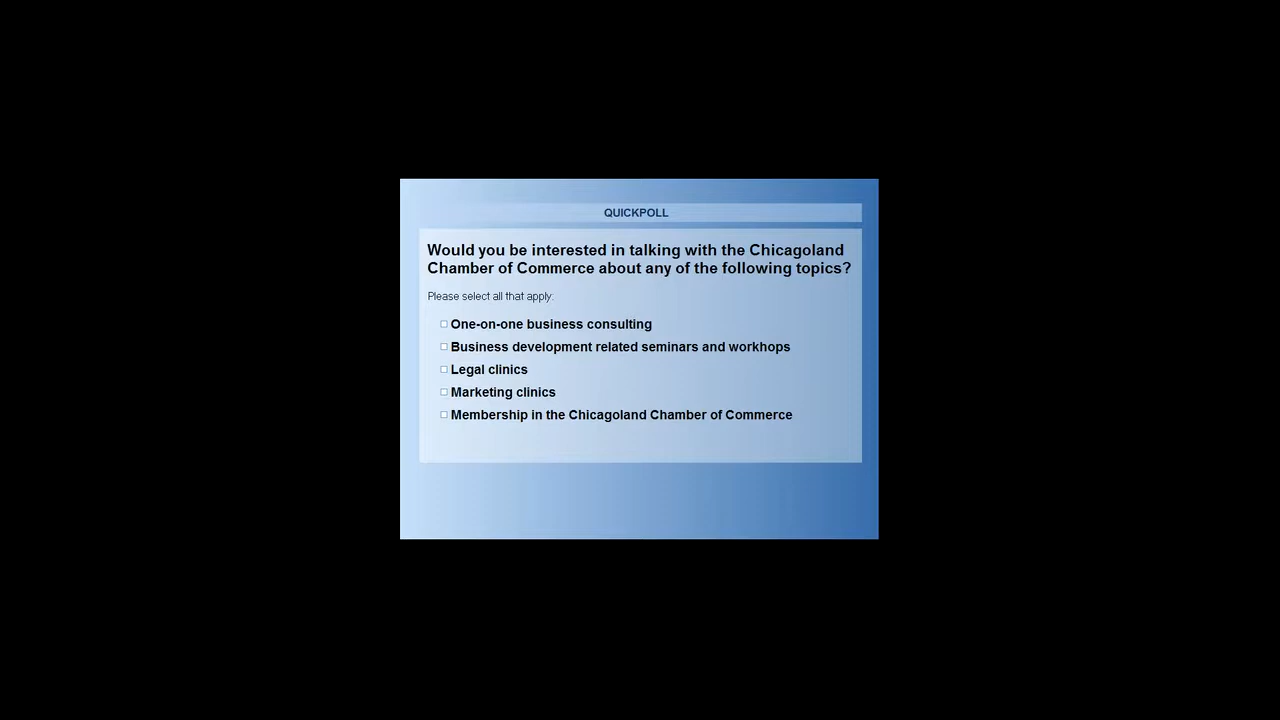 QUICKPOLL
Would you be interested in talking with the Chicagoland
Chamber of Commerce about any of the following topics?
Please select all that apply:
One-on-one business consulting
Business development related seminars and workhops
Legal clinics
Marketing clinics
Membership in the Chicagoland Chamber of Commerce